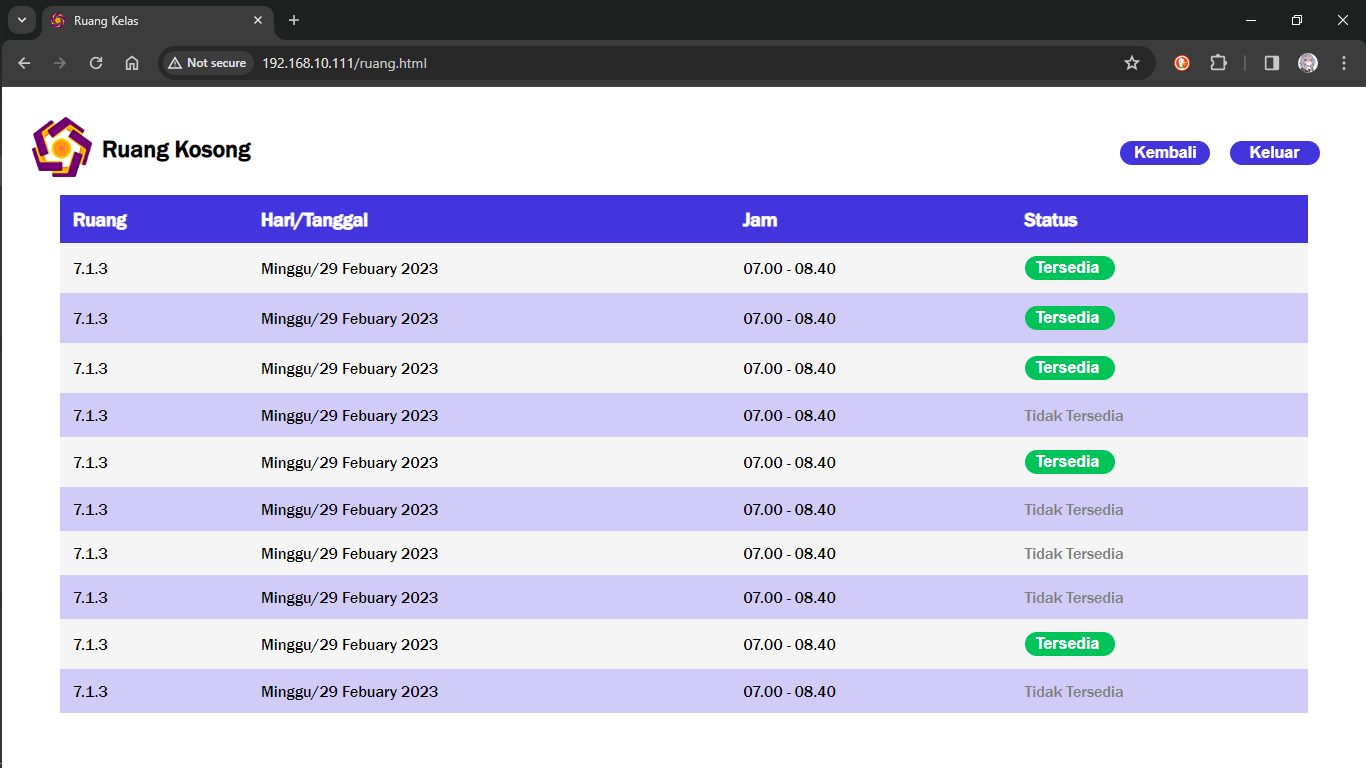 Ruang Kelas
Not secure 192.168.10.111/ruang.html
Ruang Kosong Kembali Keluar
Ruang Hari/Tanggal Jam Status
7.1.3 Minggu/29 Febuary 2023 07.00 - 08.40 Tersedia
7.1.3 Minggu/29 Febuary 2023 07.00 - 08.40 Tersedia
7.1.3 Minggu/29 Febuary 2023 07.00 - 08.40 Tersedia
7.1.3 Minggu/29 Febuary 2023 07.00 - 08.40 Tidak Tersedia
7.1.3 Minggu/29 Febuary 2023 07.00 - 08.40 Tersedia
7.1.3 Minggu/29 Febuary 2023 07.00 - 08.40 Tidak Tersedia
7.1.3 Minggu/29 Febuary 2023 07.00 - 08.40 Tidak Tersedia
7.1.3 Minggu/29 Febuary 2023 07.00 - 08.40 Tidak Tersedia
7.1.3 Minggu/29 Febuary 2023 07.00 - 08.40 Tersedia
7.1.3 Minggu/29 Febuary 2023 07.00 - 08.40 Tidak Tersedia